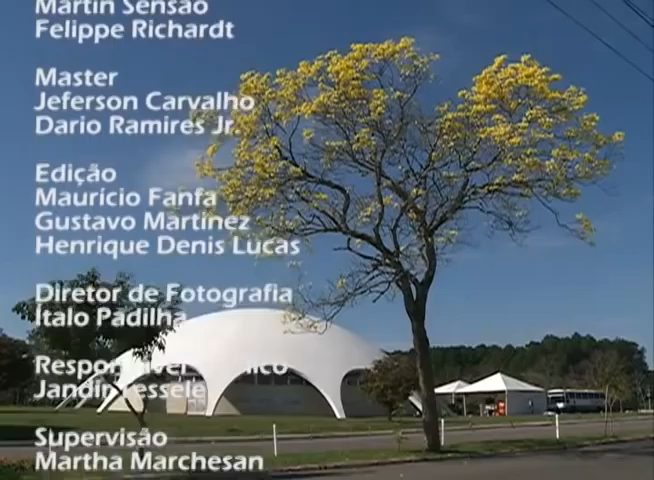 Martin Sensão
Felippe Richardt
Master
Jeferson Carvalho
Dario Ramires Jr.
Edição
Maurício Fanfa
Gustavo Martinez
Henrique Denis Lucas
Diretor de Fotografia
Italo Padilha
Supervisão
Martha Marchesan